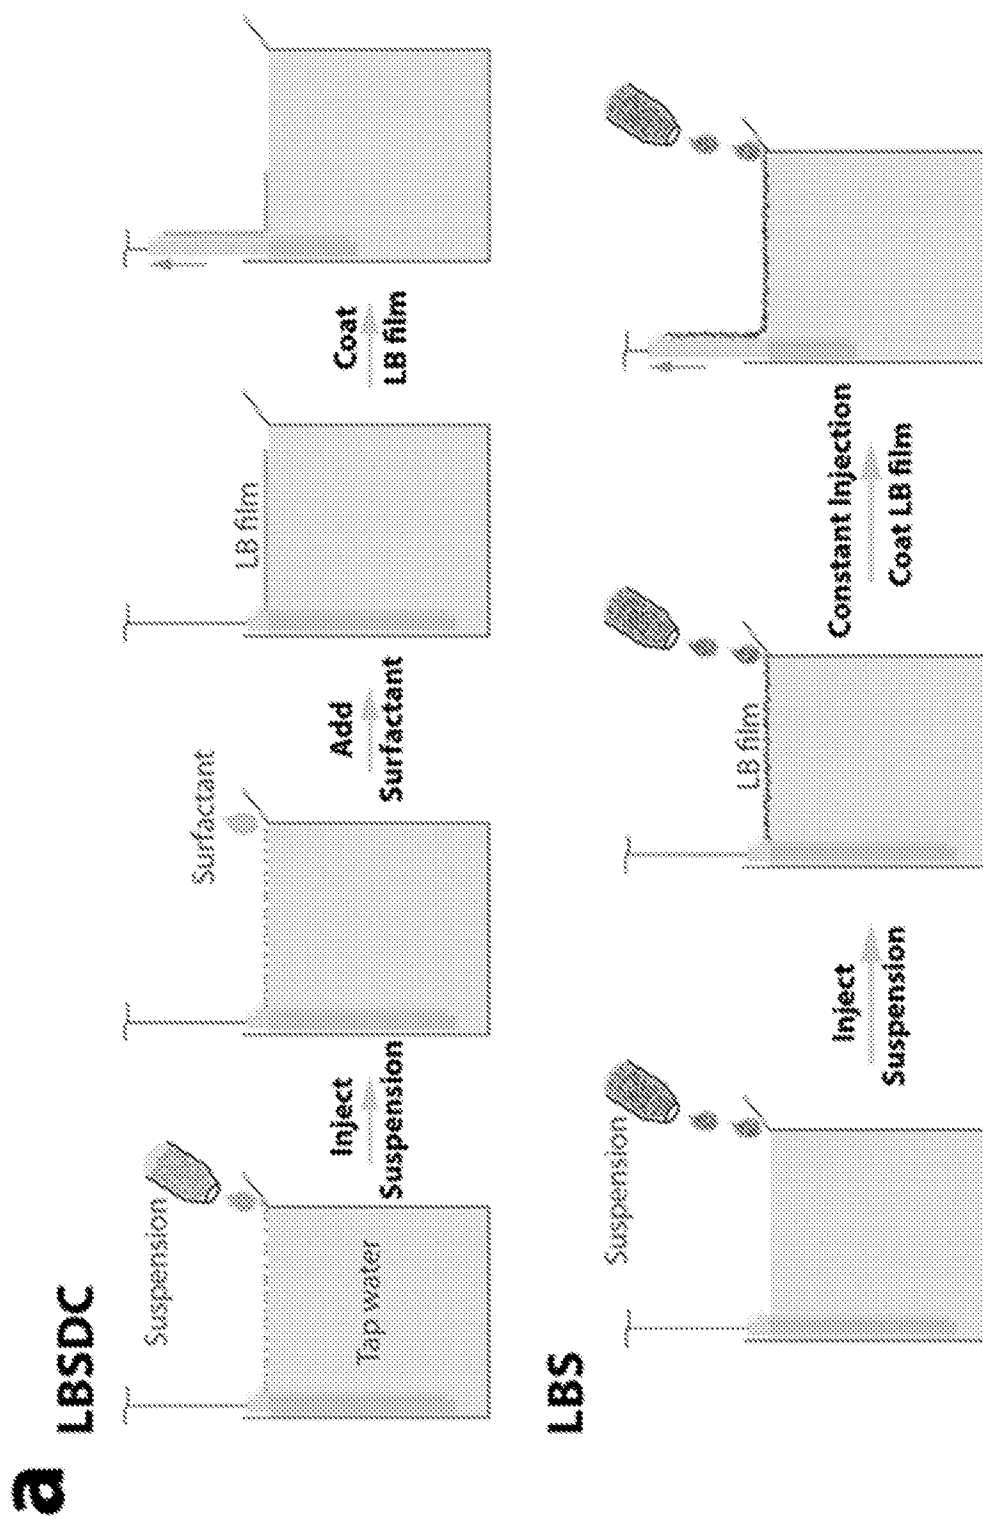 a
LBSDC
Suspension
Tap water
Inject
Suspension
Surfactant
Add
Surfactant
LB film
Coat
LB film
LBS
Suspension
Inject
Suspension
LB film
Constant Injection
Coat LB film